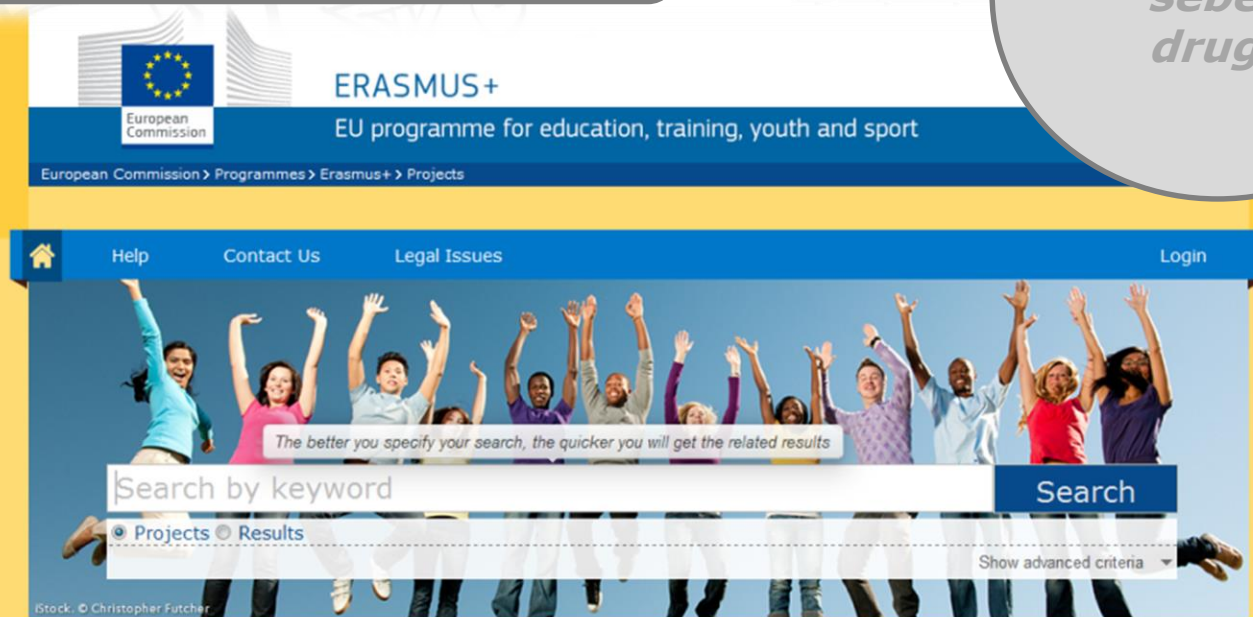 ERASMUS+
European
Commission
EU programme for education, training, youth and sport
European Commission > Programmes > Erasmus+ > Projects
Help Contact Us Legal Issues Login
The better you specify your search, the quicker you will get the related results
Search by keyword Search
Projects Results
Show advanced criteria
iStock. © Christopher Futcher